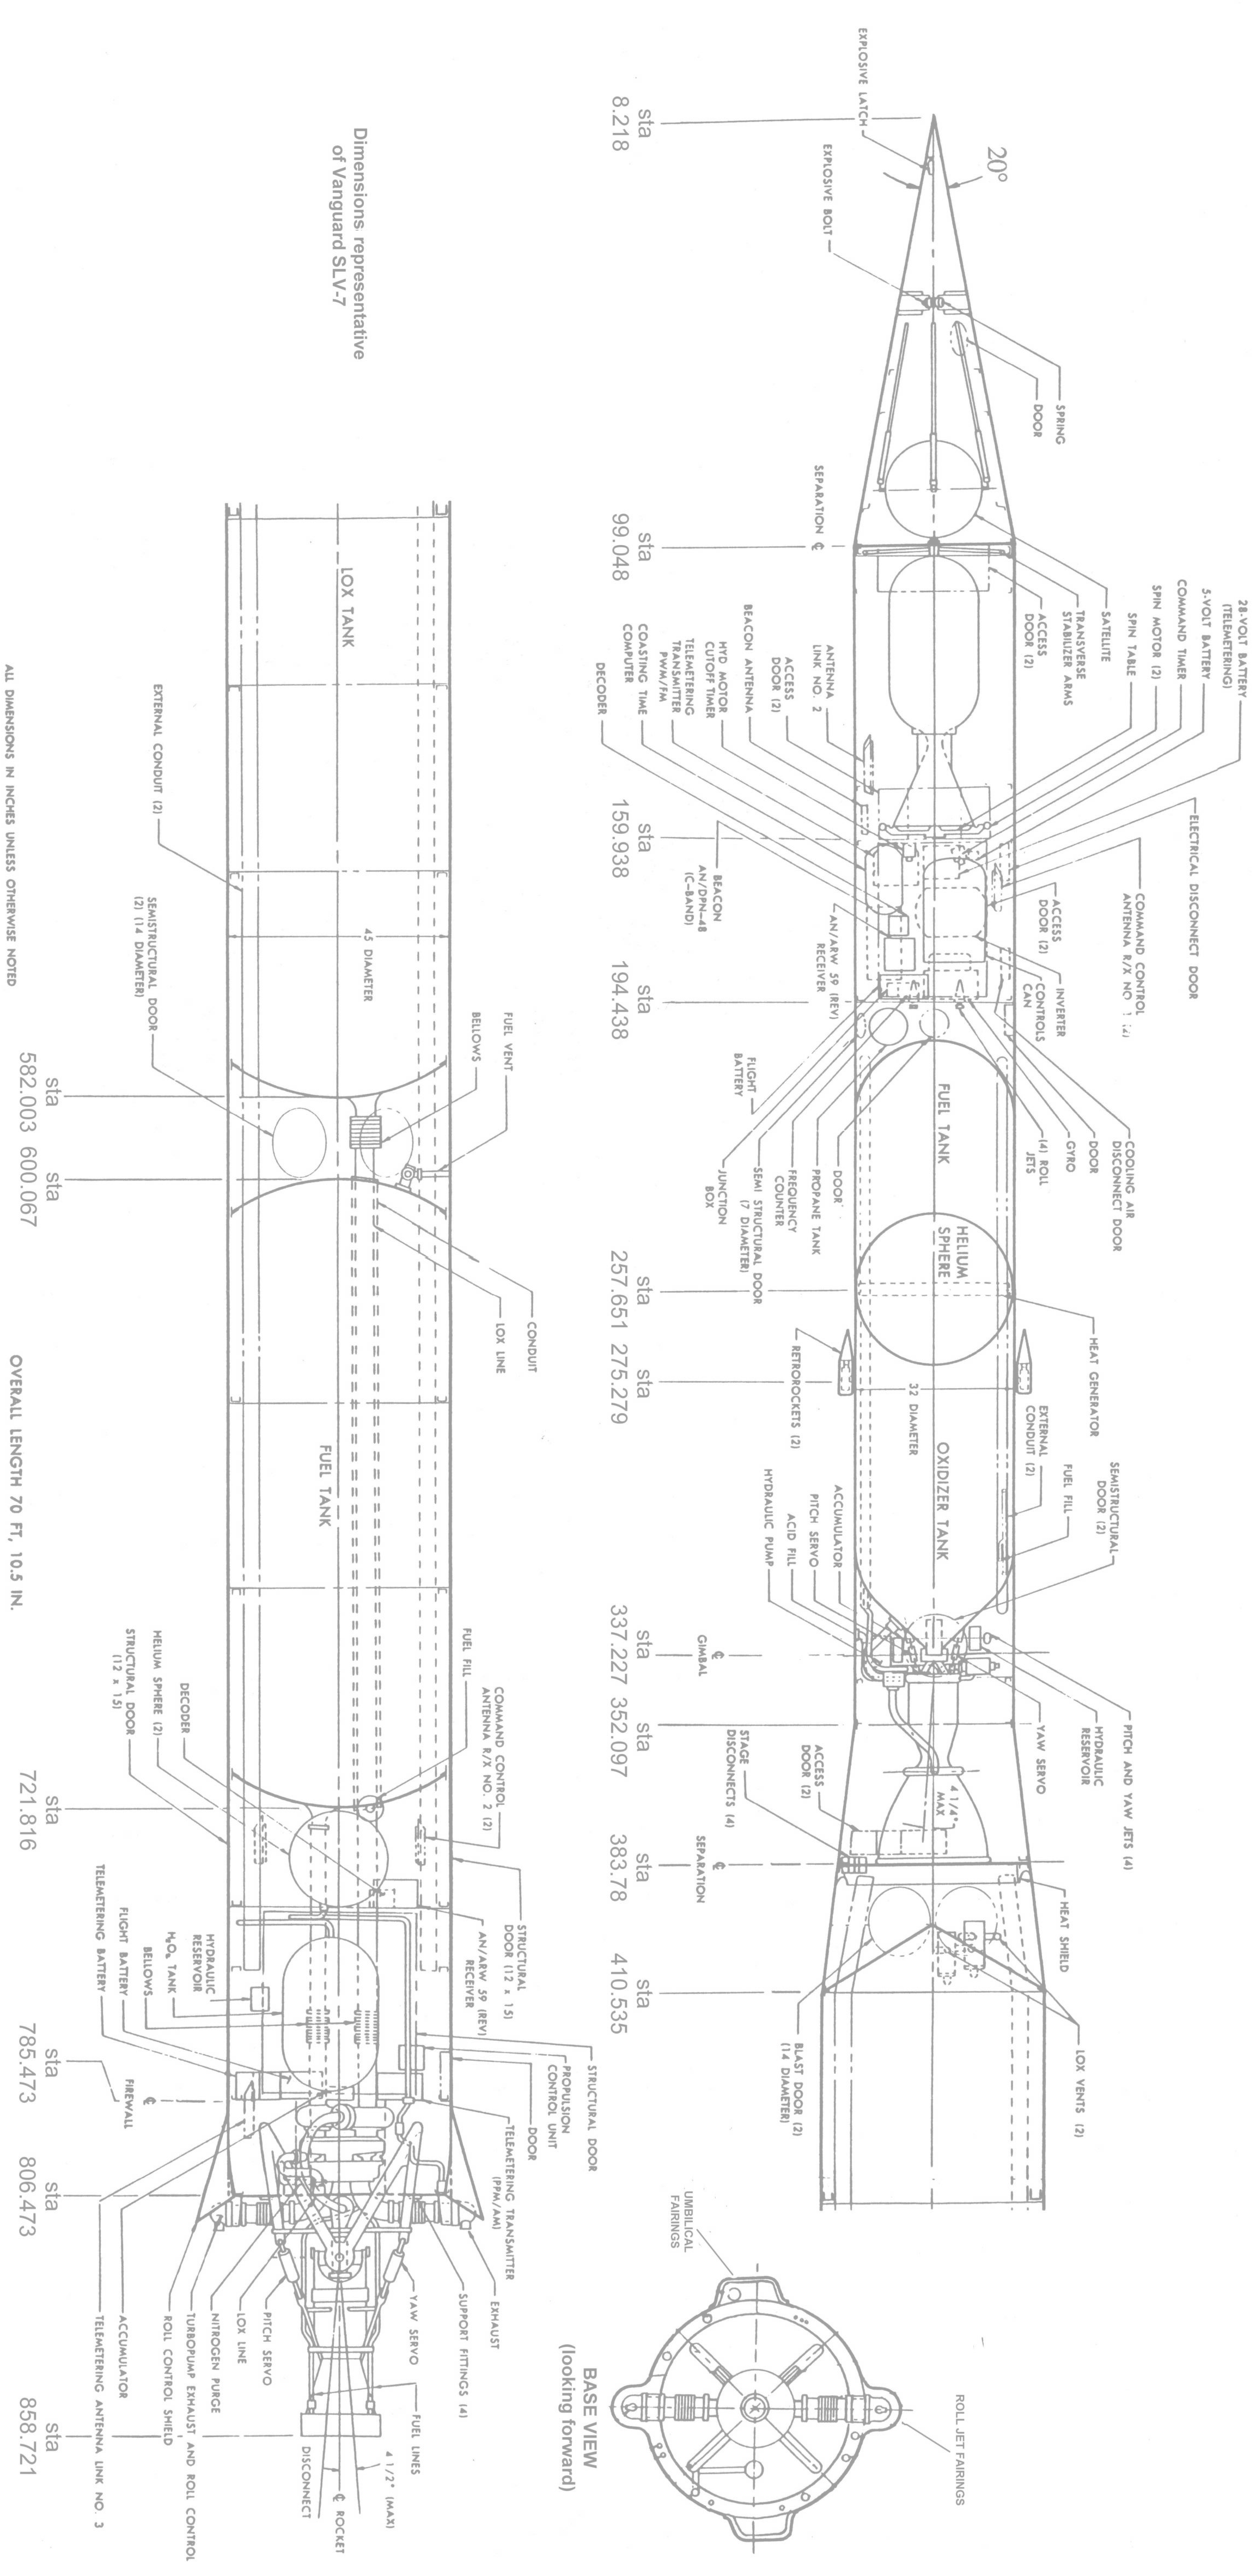 EXPLOSIVE LATCH
sta
8.218
20°
EXPLOSIVE BOLT
SPRING
DOOR
SEPARATION ℄
sta
99.048
28-VOLT BATTERY
(TELEMETERING)
5-VOLT BATTERY
COMMAND TIMER
SPIN MOTOR (2)
SPIN TABLE
SATELLITE
TRANSVERSE
STABILIZER ARMS
ACCESS
DOOR (2)
ANTENNA
LINK NO. 2
ACCESS
DOOR (2)
BEACON ANTENNA
HYD MOTOR
CUTOFF TIMER
TELEMETERING
TRANSMITTER
PWM/FM
COASTING TIME
COMPUTER
DECODER
sta
159.938
ELECTRICAL DISCONNECT DOOR
COMMAND CONTROL
ANTENNA R/X NO 1 (2)
ACCESS
DOOR (2)
INVERTER
CONTROLS
CAN
BEACON
AN/DPN-48
(C-BAND)
AN/ARW 59 (REV)
RECEIVER
sta
194.438
COOLING AIR
DISCONNECT DOOR
DOOR
GYRO
(4) ROLL
JETS
FUEL TANK
DOOR
PROPANE TANK
FREQUENCY
COUNTER
SEMI STRUCTURAL DOOR
(7 DIAMETER)
FLIGHT
BATTERY
JUNCTION
BOX
HELIUM
SPHERE
sta
257.651
HEAT GENERATOR
sta
275.279
RETROROCKETS (2)
32 DIAMETER
EXTERNAL
CONDUIT (2)
FUEL FILL
SEMISTRUCTURAL
DOOR (2)
OXIDIZER TANK
ACCUMULATOR
PITCH SERVO
ACID FILL
HYDRAULIC PUMP
GIMBAL ℄
sta
337.227
PITCH AND YAW JETS (4)
HYDRAULIC
RESERVOIR
YAW SERVO
sta
352.097
4 1/4°
MAX
ACCESS
DOOR (2)
STAGE
DISCONNECTS (4)
SEPARATION ℄
sta
383.78
HEAT SHIELD
LOX VENTS (2)
BLAST DOOR (2)
(14 DIAMETER)
sta
410.535
UMBILICAL
FAIRINGS
ROLL JET FAIRINGS
BASE VIEW
(looking forward)
Dimensions representative
of Vanguard SLV-7
LOX TANK
EXTERNAL CONDUIT (2)
45 DIAMETER
SEMISTRUCTURAL DOOR
(2) (14 DIAMETER)
FUEL VENT
BELLOWS
sta
582.003
sta
600.067
CONDUIT
LOX LINE
FUEL TANK
FUEL FILL
COMMAND CONTROL
ANTENNA R/X NO. 2 (2)
DECODER
HELIUM SPHERE (2)
STRUCTURAL DOOR
(12 x 15)
sta
721.816
STRUCTURAL
DOOR (12 x 15)
AN/ARW 59 (REV)
RECEIVER
HYDRAULIC
RESERVOIR
H₂O₂ TANK
BELLOWS
FLIGHT BATTERY
TELEMETERING BATTERY
STRUCTURAL DOOR
PROPULSION
CONTROL UNIT
DOOR
TELEMETERING TRANSMITTER
(PPM/AM)
sta
785.473
℄
FIREWALL
sta
806.473
EXHAUST
SUPPORT FITTINGS (4)
YAW SERVO
FUEL LINES
PITCH SERVO
LOX LINE
NITROGEN PURGE
TURBOPUMP EXHAUST AND ROLL CONTROL
ROLL CONTROL SHIELD
ACCUMULATOR
TELEMETERING ANTENNA LINK NO. 3
sta
858.721
4 1/2° (MAX)
℄ ROCKET
DISCONNECT
ALL DIMENSIONS IN INCHES UNLESS OTHERWISE NOTED
OVERALL LENGTH 70 FT, 10.5 IN.